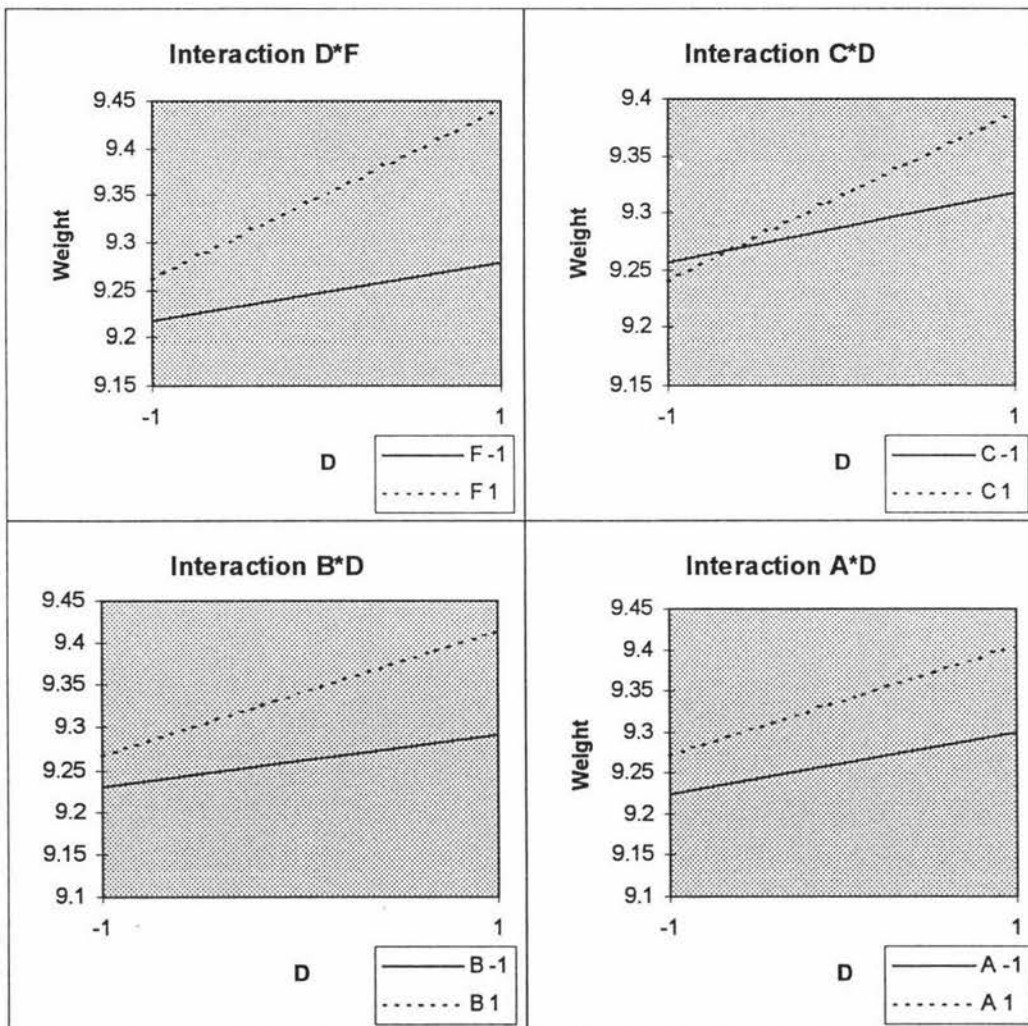 Interaction D*F
9.45
9.4
9.35
9.3
9.25
9.2
9.15
Weight
-1
1
D
F -1
F 1
Interaction C*D
9.4
9.35
9.3
9.25
9.2
9.15
Weight
-1
1
D
C -1
C 1
Interaction B*D
9.45
9.4
9.35
9.3
9.25
9.2
9.15
9.1
-1
1
D
B -1
B 1
Interaction A*D
9.45
9.4
9.35
9.3
9.25
9.2
9.15
9.1
Weight
-1
1
D
A -1
A 1